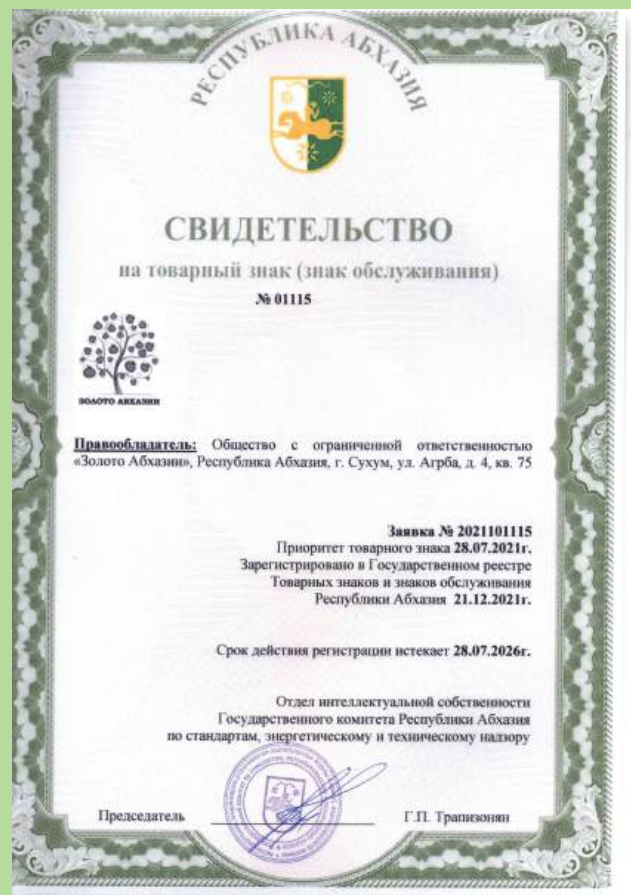 РЕСПУБЛИКА АБХАЗИЯ
СВИДЕТЕЛЬСТВО
на товарный знак (знак обслуживания)
№ 01115
ЗОЛОТО АБХАЗИИ
Правообладатель: Общество с ограниченной ответственностью
«Золото Абхазии», Республика Абхазия, г. Сухум, ул. Агрба, д. 4, кв. 75
Заявка № 2021101115
Приоритет товарного знака 28.07.2021г.
Зарегистрировано в Государственном реестре
Товарных знаков и знаков обслуживания
Республики Абхазия 21.12.2021г.
Срок действия регистрации истекает 28.07.2026г.
Отдел интеллектуальной собственности
Государственного комитета Республики Абхазия
по стандартам, энергетическому и техническому надзору
Председатель Г.П. Трапизонян